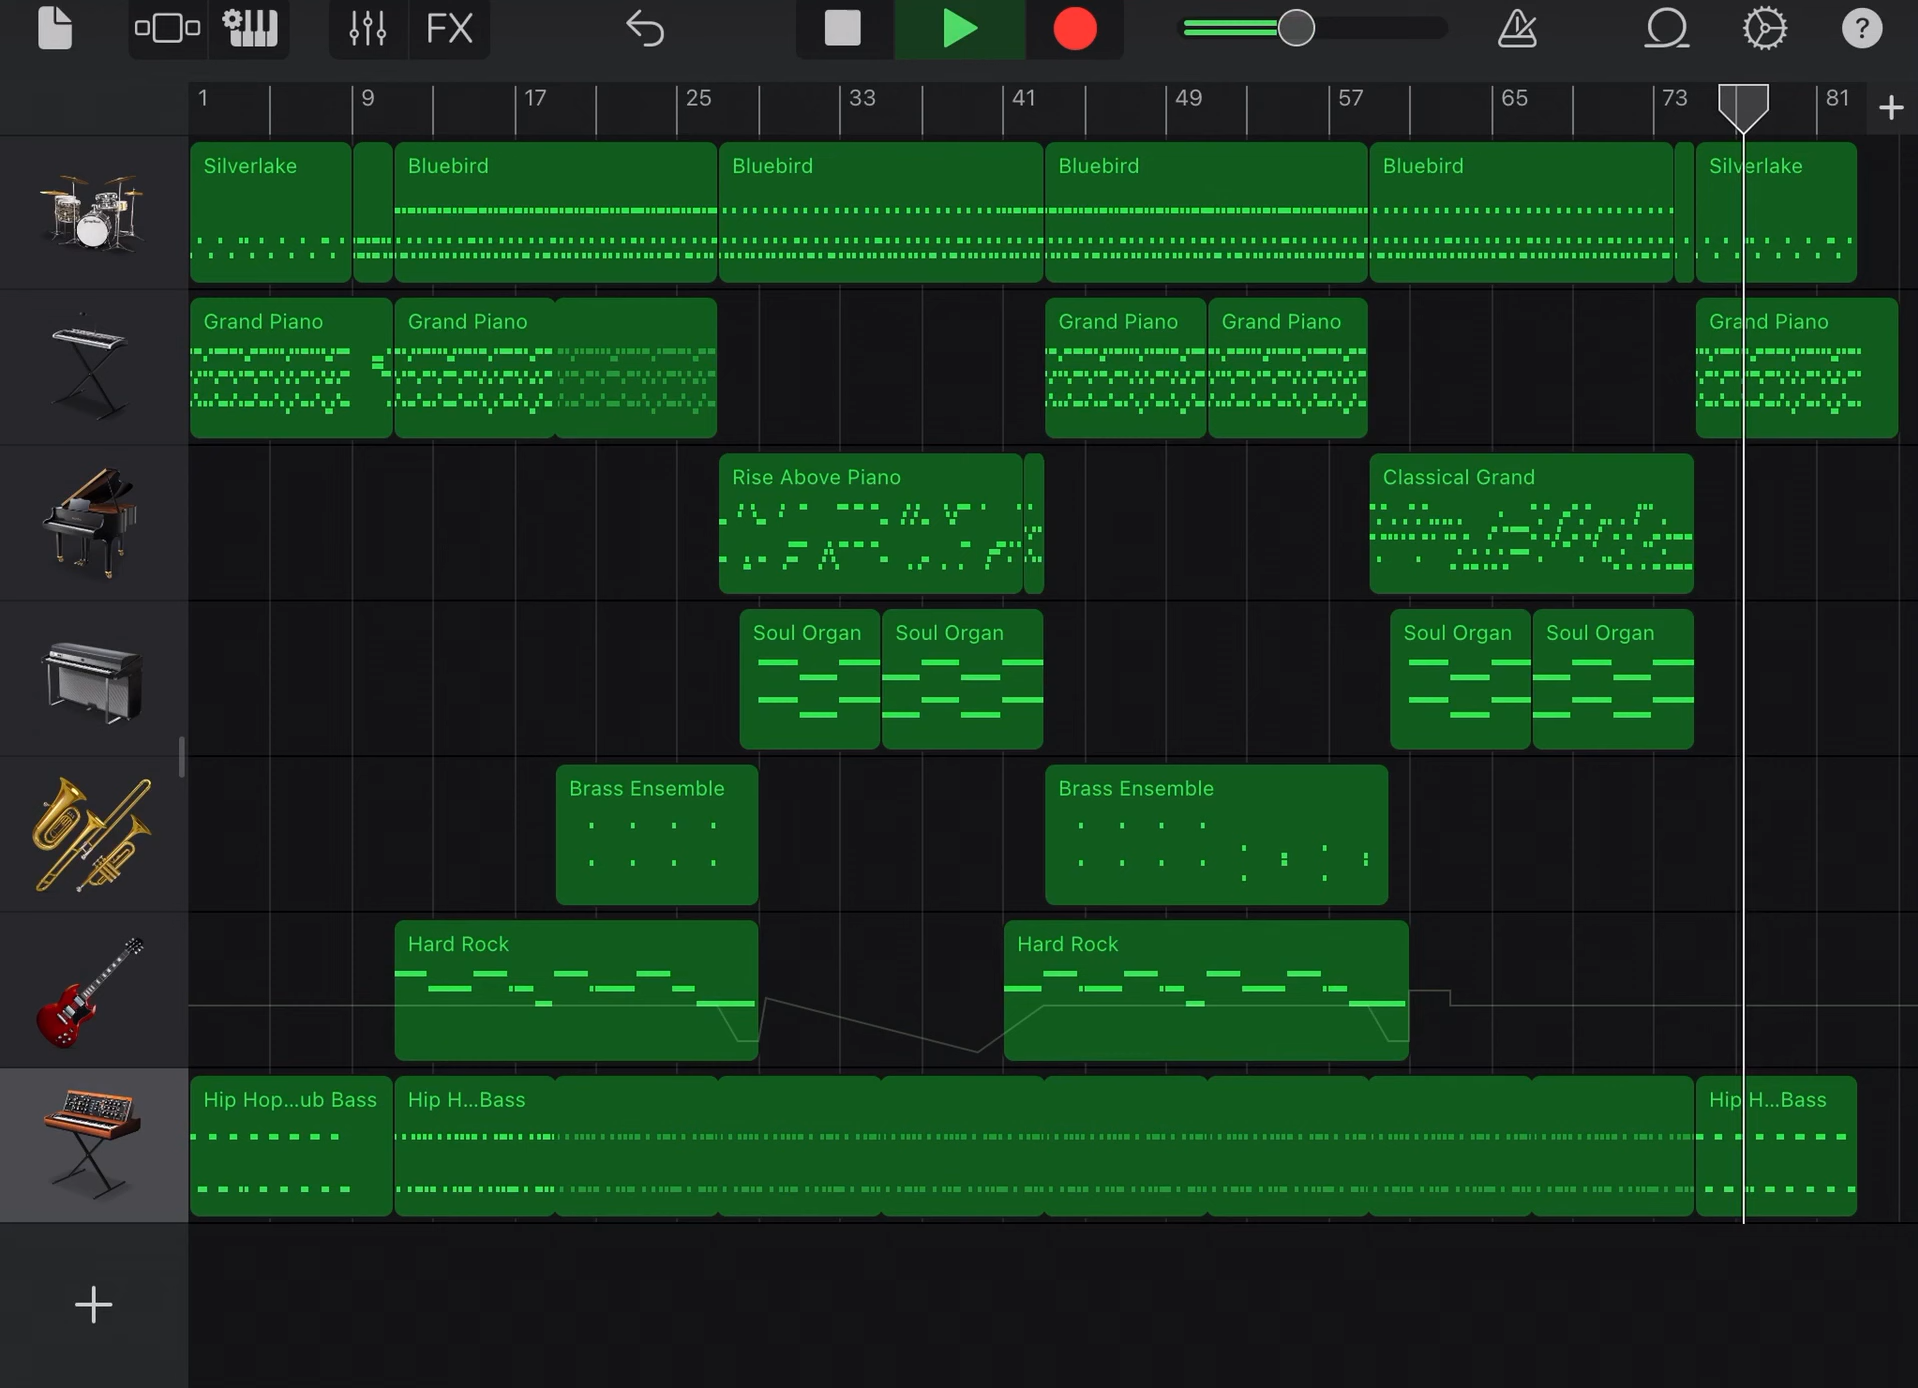 FX
?
1 9 17 25 33 41 49 57 65 73 81 +
Silverlake Bluebird Bluebird Bluebird Bluebird Silverlake
Grand Piano Grand Piano Grand Piano Grand Piano Grand Piano
Rise Above Piano Classical Grand
Soul Organ Soul Organ Soul Organ Soul Organ
Brass Ensemble Brass Ensemble
Hard Rock Hard Rock
Hip Hop...ub Bass Hip H...Bass Hip H...Bass
+